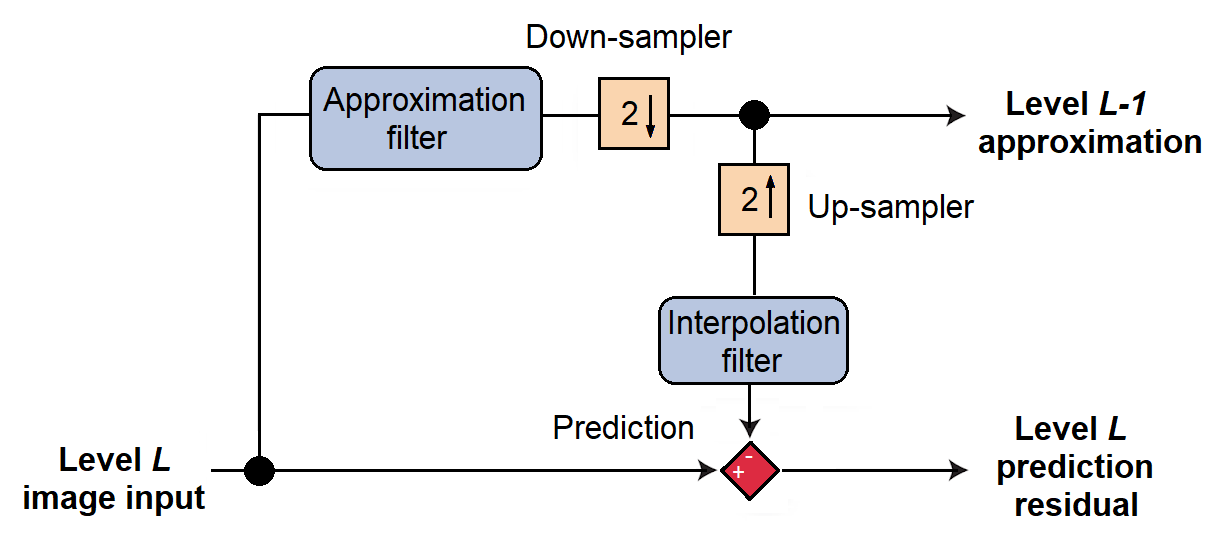 Down-sampler
Approximation
filter
2
Level L-1
approximation
2
Up-sampler
Interpolation
filter
Prediction
-
+
Level L
image input
Level L
prediction
residual